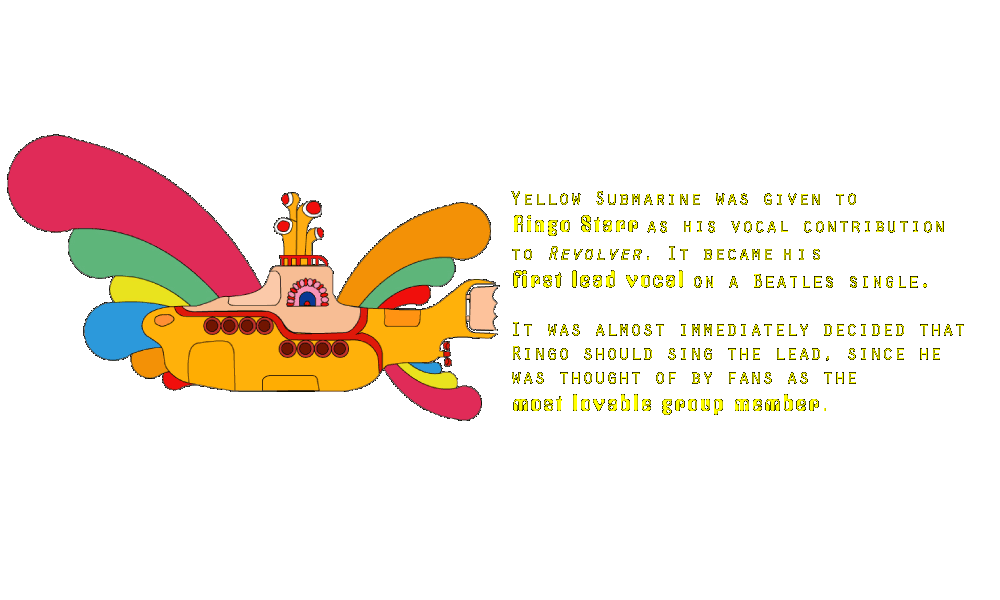 Yellow Submarine was given to
Ringo Starr as his vocal contribution
to Revolver. It became his
first lead vocal on a Beatles single.
It was almost immediately decided that
Ringo should sing the lead, since he
was thought of by fans as the
most lovable group member.